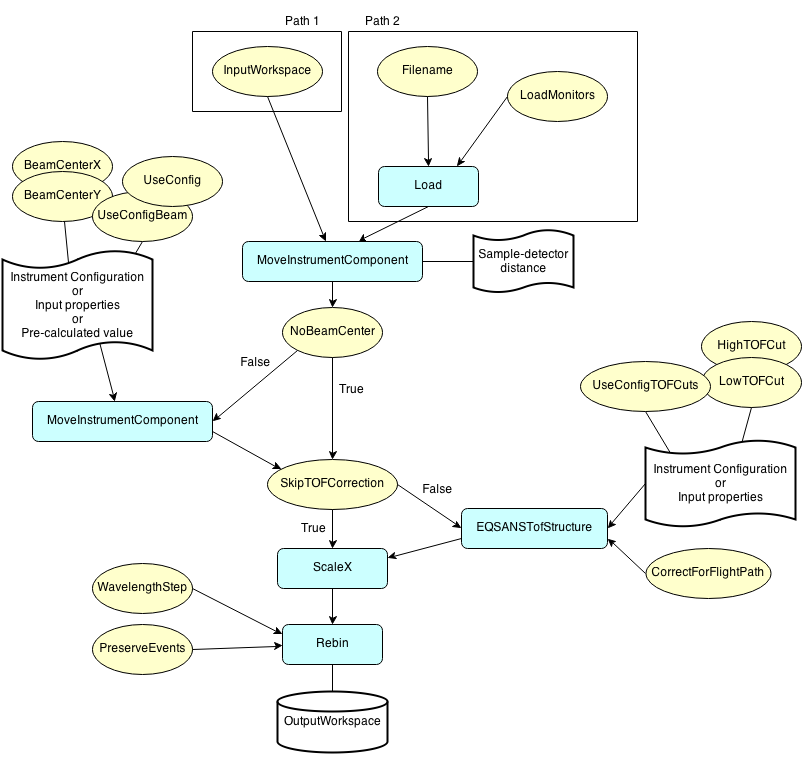 Path 1
Path 2
InputWorkspace
Filename
LoadMonitors
Load
BeamCenterX
BeamCenterY
UseConfig
UseConfigBeam
MoveInstrumentComponent
Sample-detector
distance
Instrument Configuration
or
Input properties
or
Pre-calculated value
NoBeamCenter
False
True
MoveInstrumentComponent
HighTOFCut
LowTOFCut
UseConfigTOFCuts
Instrument Configuration
or
Input properties
SkipTOFCorrection
False
True
EQSANSTofStructure
CorrectForFlightPath
ScaleX
WavelengthStep
PreserveEvents
Rebin
OutputWorkspace